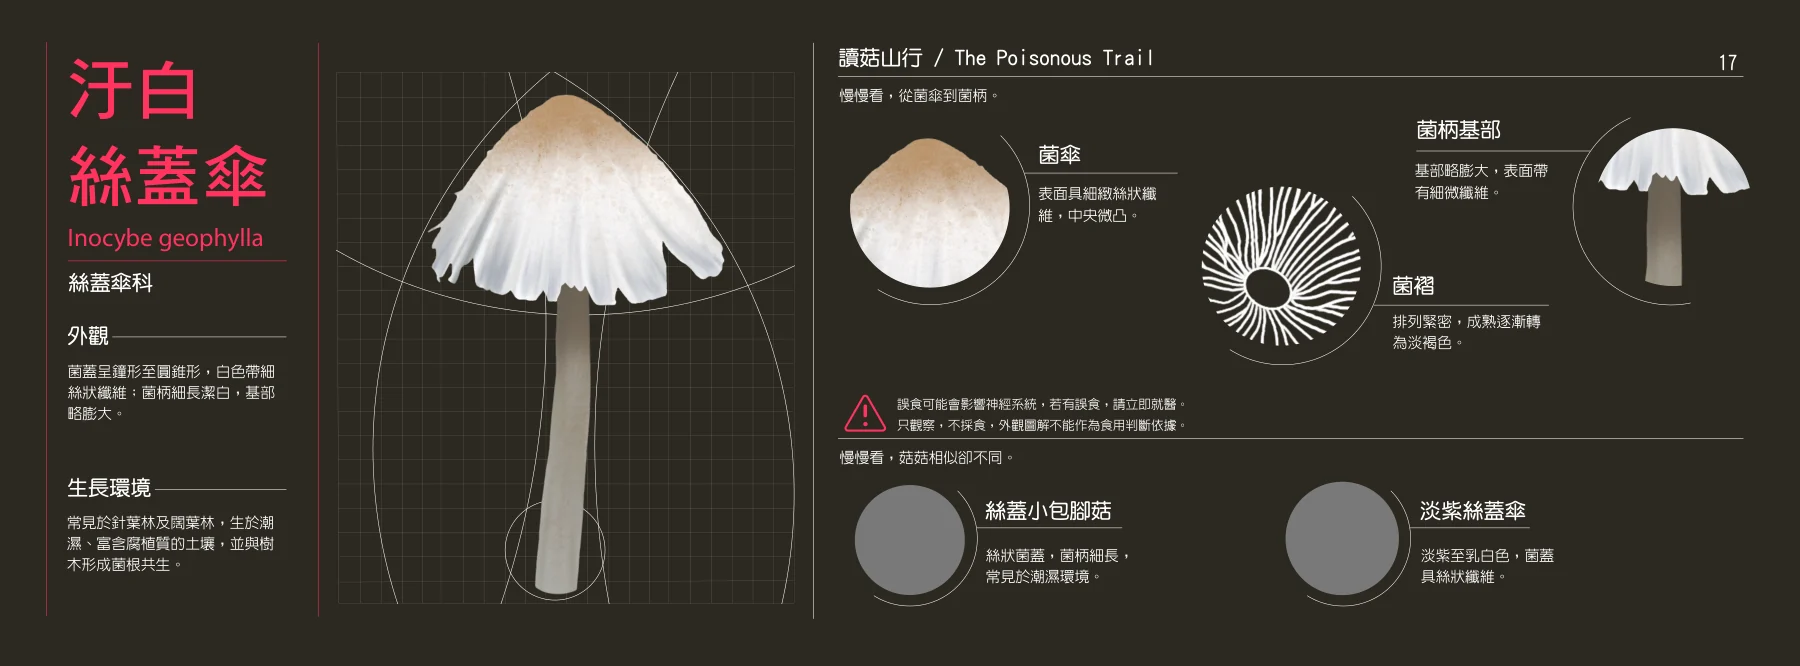 汙白
絲蓋傘
Inocybe geophylla
絲蓋傘科
外觀
菌蓋呈鐘形至圓錐形，白色帶細
絲狀纖維；菌柄細長潔白，基部
略膨大。
生長環境
常見於針葉林及闊葉林，生於潮
濕、富含腐植質的土壤，並與樹
木形成菌根共生。
讀菇山行 / The Poisonous Trail
17
慢慢看，從菌傘到菌柄。
菌傘
表面具細緻絲狀纖
維，中央微凸。
菌褶
排列緊密，成熟逐漸轉
為淡褐色。
菌柄基部
基部略膨大，表面帶
有細微纖維。
誤食可能會影響神經系統，若有誤食，請立即就醫。
只觀察，不採食，外觀圖解不能作為食用判斷依據。
慢慢看，菇菇相似卻不同。
絲蓋小包腳菇
絲狀菌蓋，菌柄細長，
常見於潮濕環境。
淡紫絲蓋傘
淡紫至乳白色，菌蓋
具絲狀纖維。